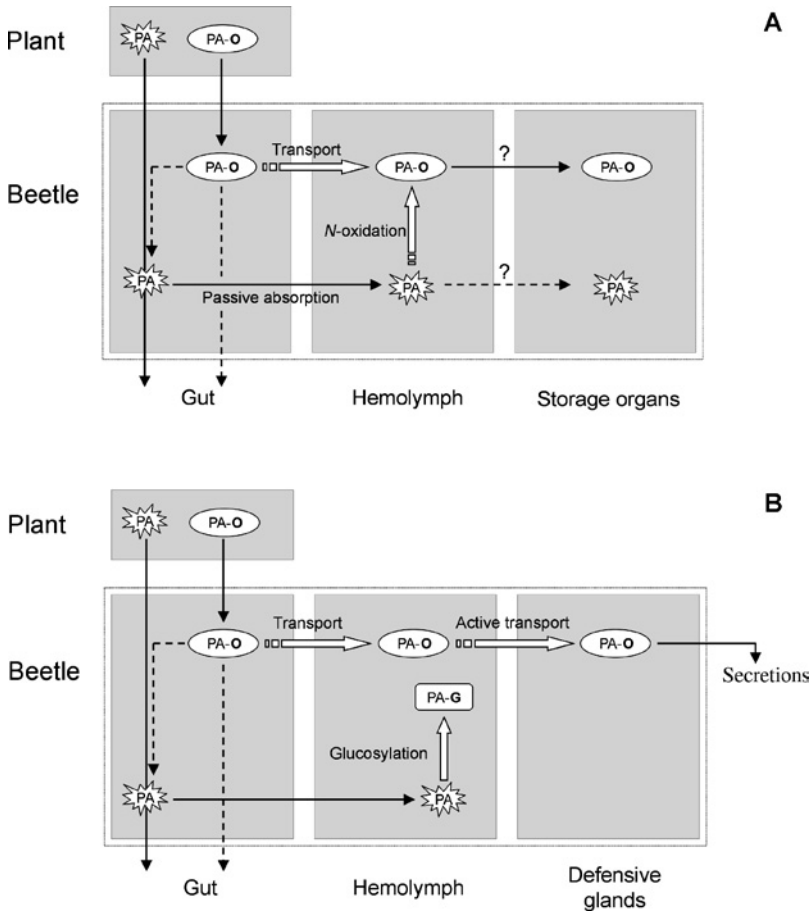 A
Plant
PA PA-O
Transport
PA-O PA-O ? PA-O
Beetle
N-oxidation
PA PA ? PA
Passive absorption
Gut Hemolymph Storage organs
B
Plant
PA PA-O
Transport Active transport
PA-O PA-O PA-O
Beetle
Secretions
PA-G
Glucosylation
PA PA
Gut Hemolymph Defensive
glands